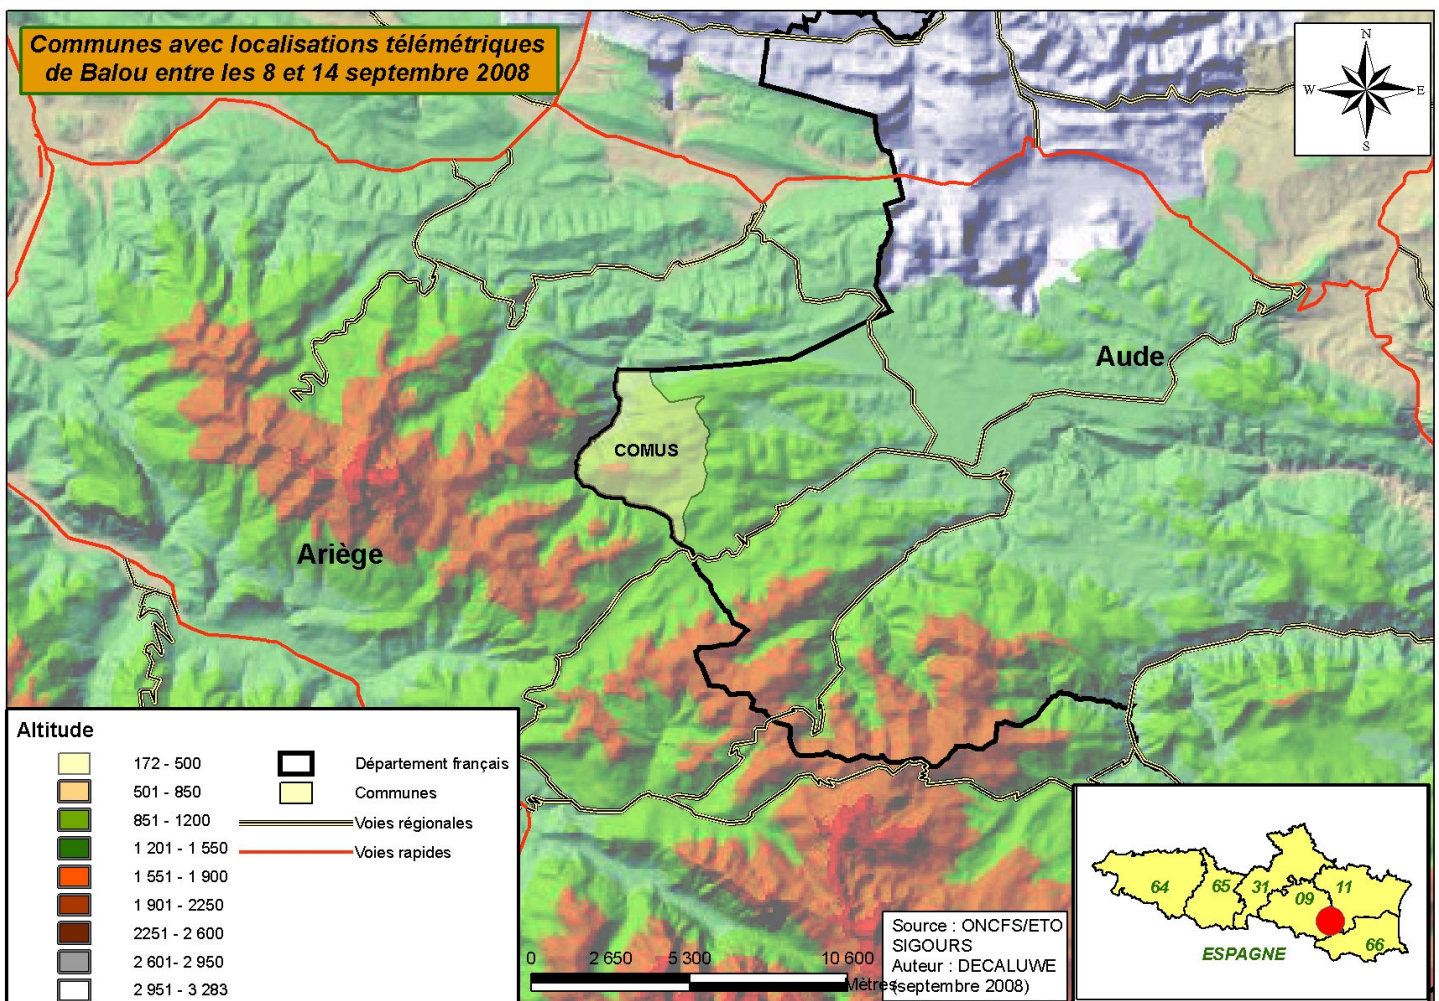 Communes avec localisations télémétriques
de Balou entre les 8 et 14 septembre 2008
N
W
E
S
Aude
COMUS
Ariège
Altitude
172 - 500
501 - 850
851 - 1200
1 201 - 1 550
1 551 - 1 900
1 901 - 2250
2251 - 2 600
2 601- 2 950
2 951 - 3 283
Département français
Communes
Voies régionales
Voies rapides
0 2 650 5 300 10 600
Mètres
Source : ONCFS/ETO
SIGOURS
Auteur : DECALUWE
(septembre 2008)
64
65
31
09
11
66
ESPAGNE